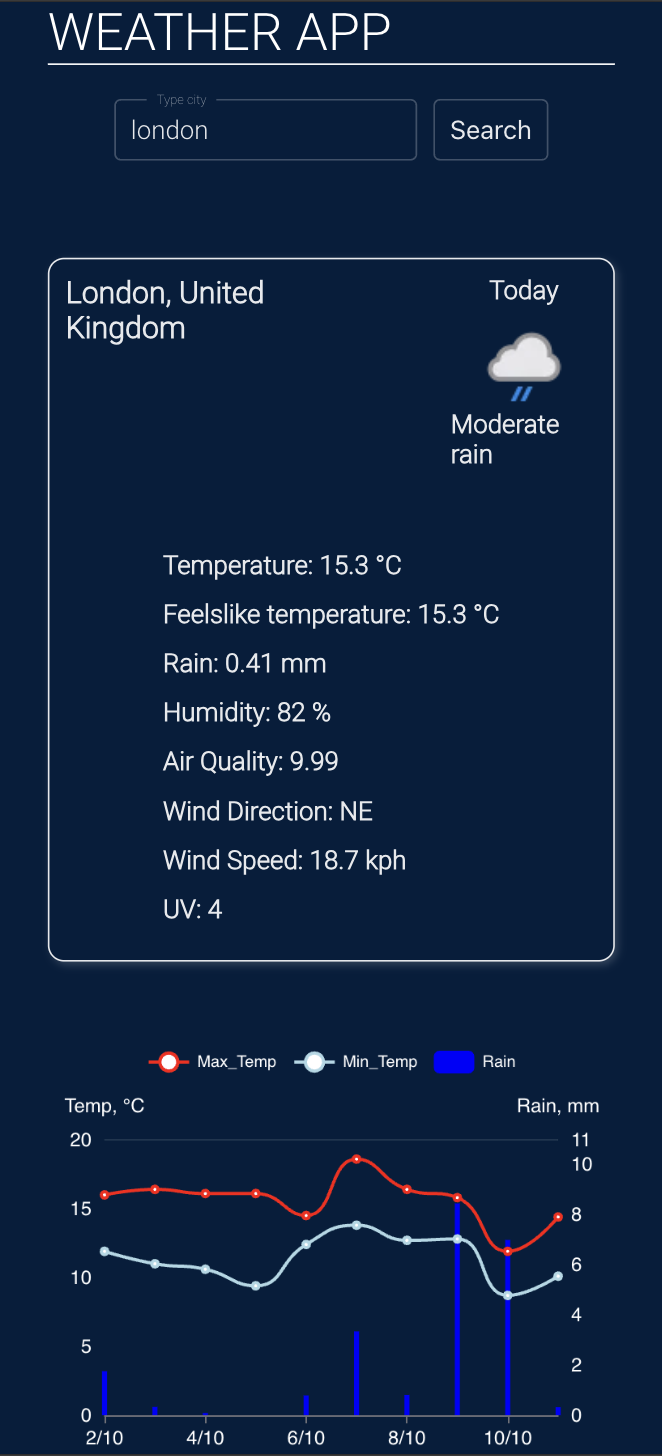 WEATHER APP
Type city
london
Search
London, United
Kingdom
Today
Moderate
rain
Temperature: 15.3 °C
Feelslike temperature: 15.3 °C
Rain: 0.41 mm
Humidity: 82 %
Air Quality: 9.99
Wind Direction: NE
Wind Speed: 18.7 kph
UV: 4
Max_Temp Min_Temp Rain
Temp, °C Rain, mm
20 11
10
15 8
10 6
4
5 2
0 0
2/10 4/10 6/10 8/10 10/10